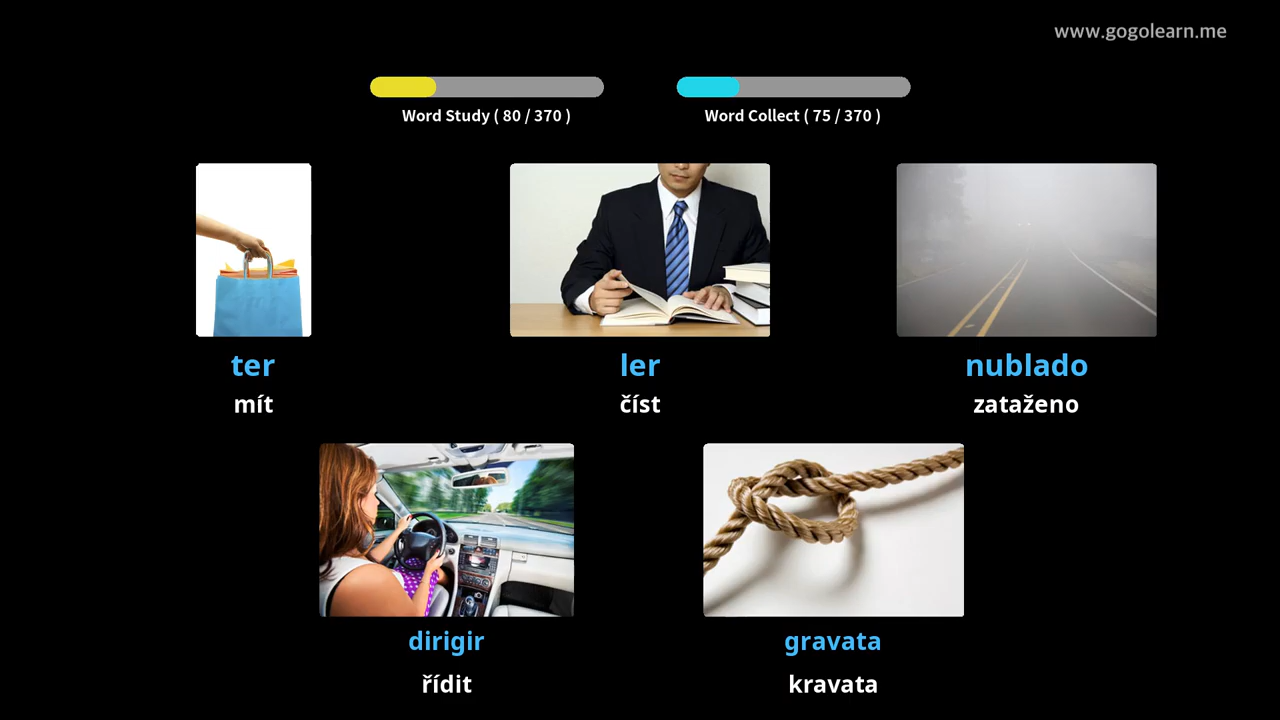 www.gogolearn.me
Word Study ( 80 / 370 )
Word Collect ( 75 / 370 )
ter
mít
ler
číst
nublado
zataženo
dirigir
řídit
gravata
kravata